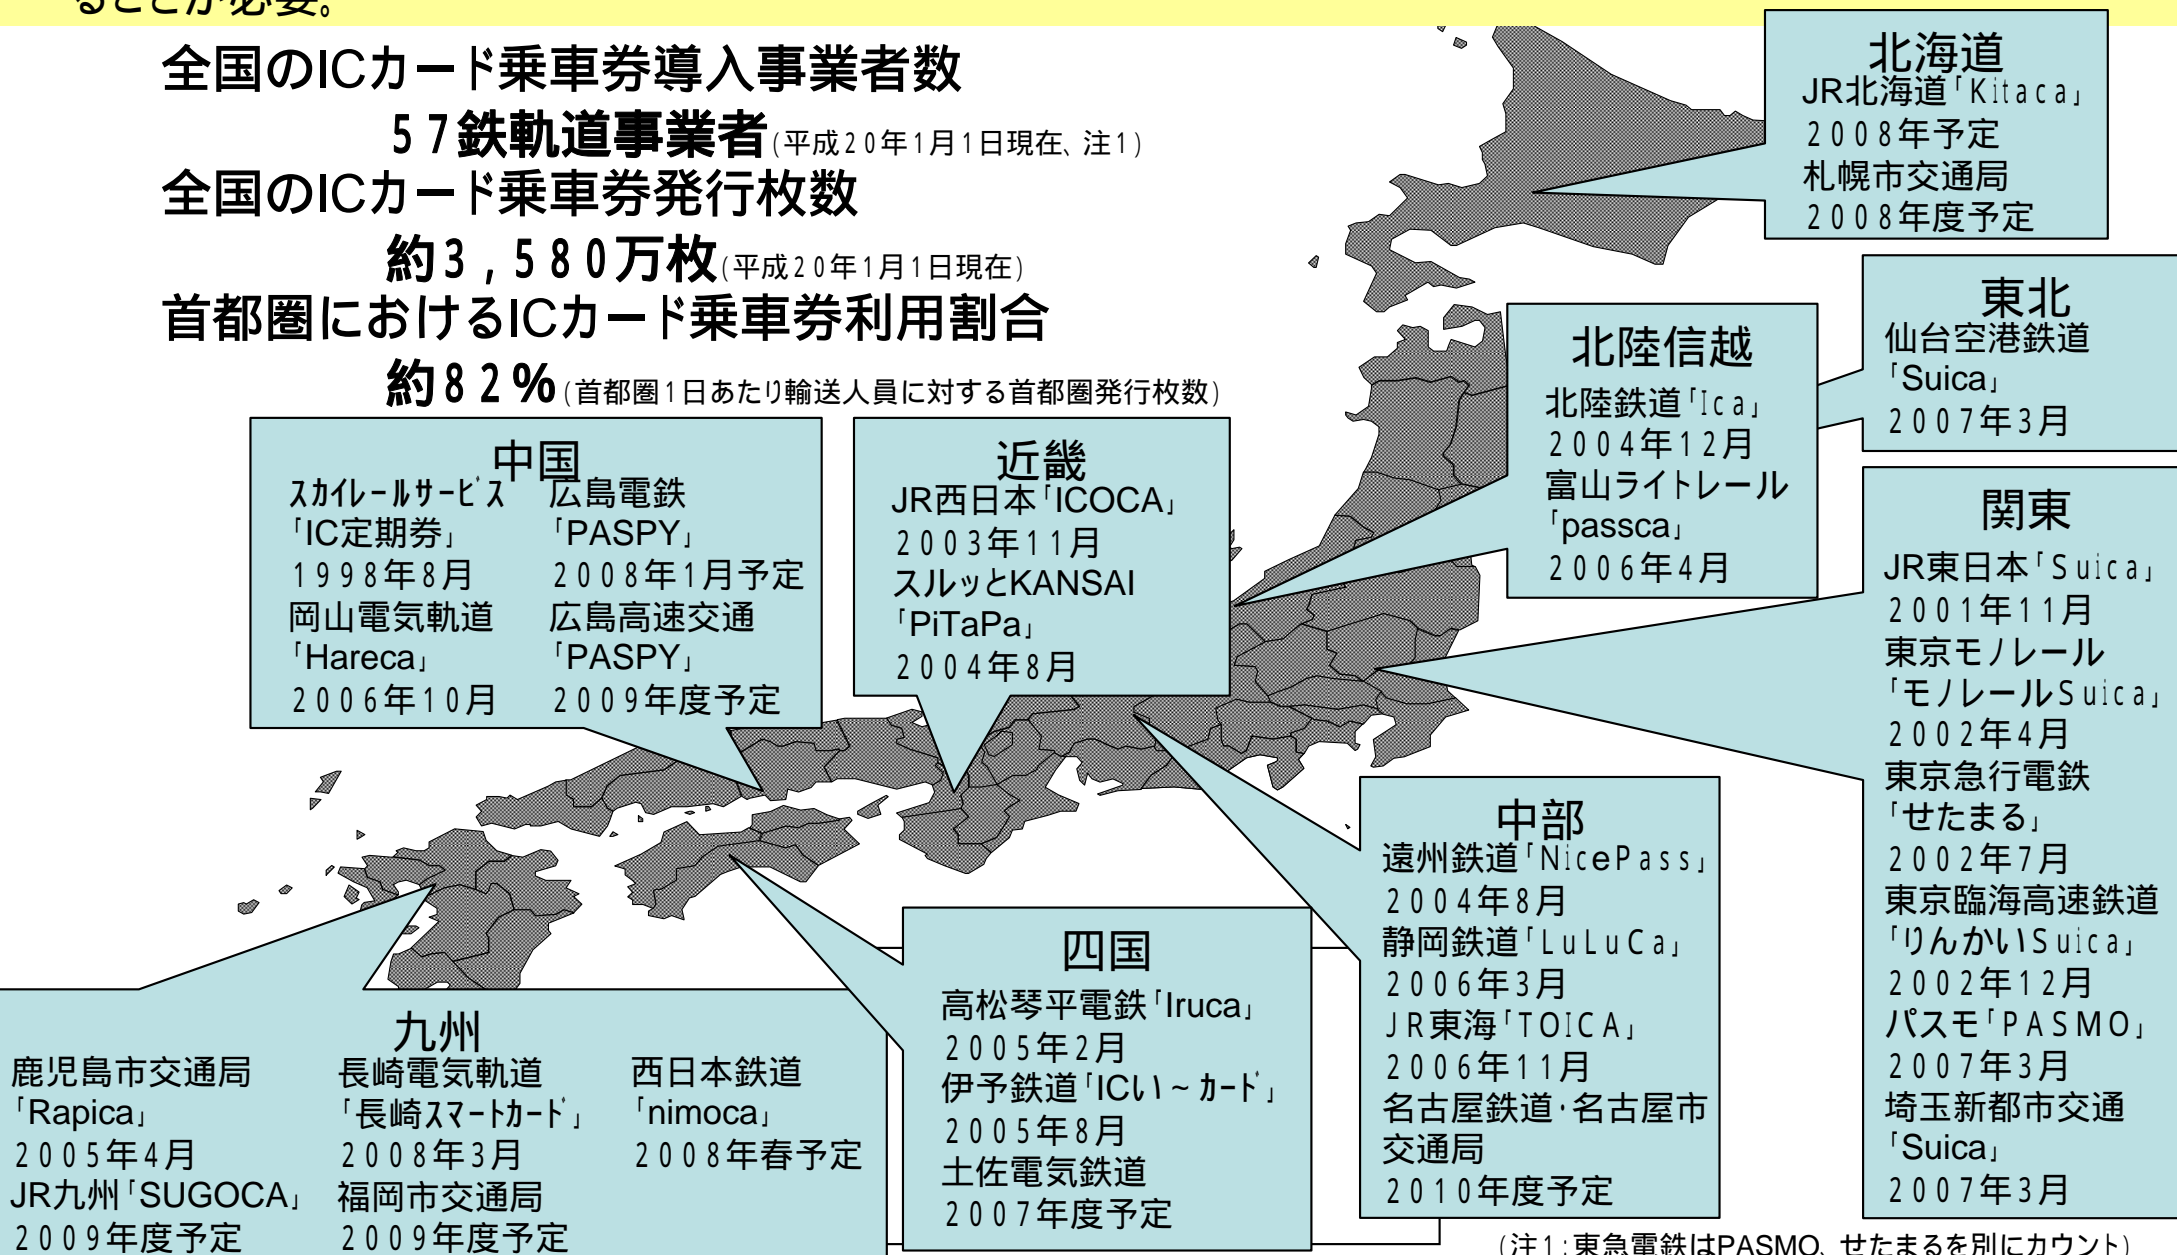 ることが必要。
全国のICカード乗車券導入事業者数
57鉄軌道事業者(平成20年1月1日現在、注1)
全国のICカード乗車券発行枚数
約3,580万枚(平成20年1月1日現在)
首都圏におけるICカード乗車券利用割合
約82%(首都圏1日あたり輸送人員に対する首都圏発行枚数)
北海道
JR北海道「Kitaca」
2008年予定
札幌市交通局
2008年度予定
東北
仙台空港鉄道
「Suica」
2007年3月
北陸信越
北陸鉄道「Ica」
2004年12月
富山ライトレール
「passca」
2006年4月
関東
JR東日本「Suica」
2001年11月
東京モノレール
「モノレールSuica」
2002年4月
東京急行電鉄
「せたまる」
2002年7月
東京臨海高速鉄道
「りんかいSuica」
2002年12月
パスモ「PASMO」
2007年3月
埼玉新都市交通
「Suica」
2007年3月
中国
スカイレールサービス
「IC定期券」
1998年8月
岡山電気軌道
「Hareca」
2006年10月
広島電鉄
「PASPY」
2008年1月予定
広島高速交通
「PASPY」
2009年度予定
近畿
JR西日本「ICOCA」
2003年11月
スルッとKANSAI
「PiTaPa」
2004年8月
中部
遠州鉄道「NicePass」
2004年8月
静岡鉄道「LuLuCa」
2006年3月
JR東海「TOICA」
2006年11月
名古屋鉄道・名古屋市
交通局
2010年度予定
四国
高松琴平電鉄「Iruca」
2005年2月
伊予鉄道「ICい~カード」
2005年8月
土佐電気鉄道
2007年度予定
九州
鹿児島市交通局
「Rapica」
2005年4月
JR九州「SUGOCA」
2009年度予定
長崎電気軌道
「長崎スマートカード」
2008年3月
福岡市交通局
2009年度予定
西日本鉄道
「nimoca」
2008年春予定
(注1:東急電鉄はPASMO、せたまるを別にカウント)